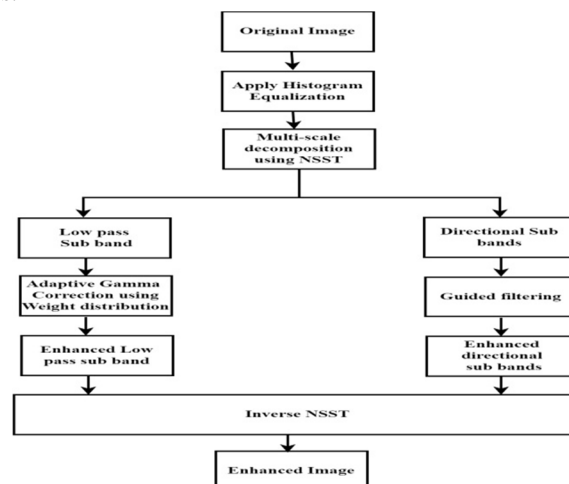 Original Image
Apply Histogram
Equalization
Multi-scale
decomposition
using NSST
Low pass
Sub band
Directional Sub
bands
Adaptive Gamma
Correction using
Weight distribution
Guided filtering
Enhanced Low
pass sub band
Enhanced
directional
sub bands
Inverse NSST
Enhanced Image